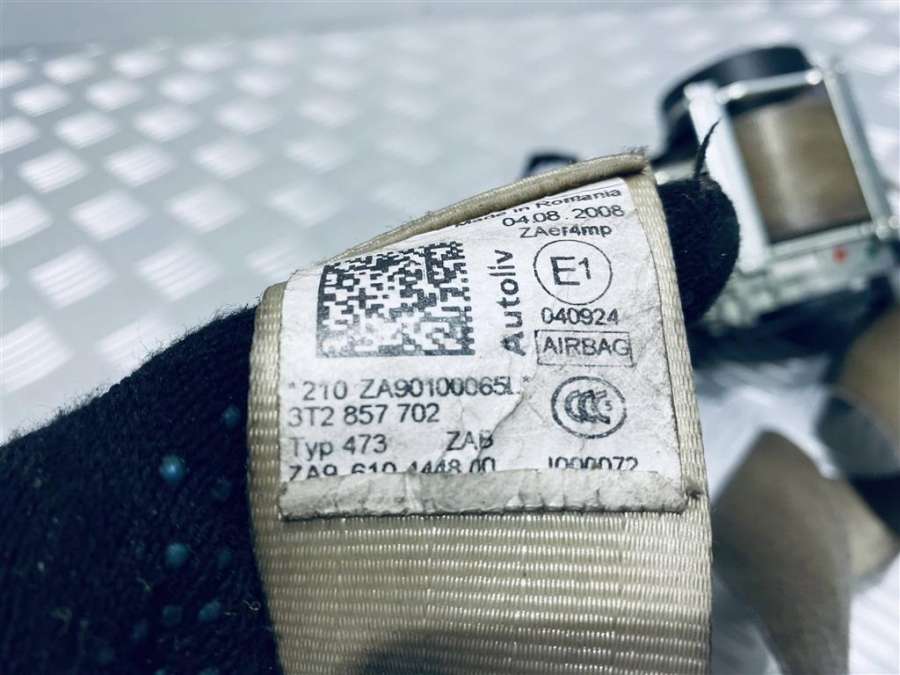 Made in Romania
04.08.2008
ZAer4mp
Autoliv
E1
040924
AIRBAG
*210 ZA90100065L*
3T2 857 702
Typ 473 ZAB
ZA9 610 4448 00 J000072